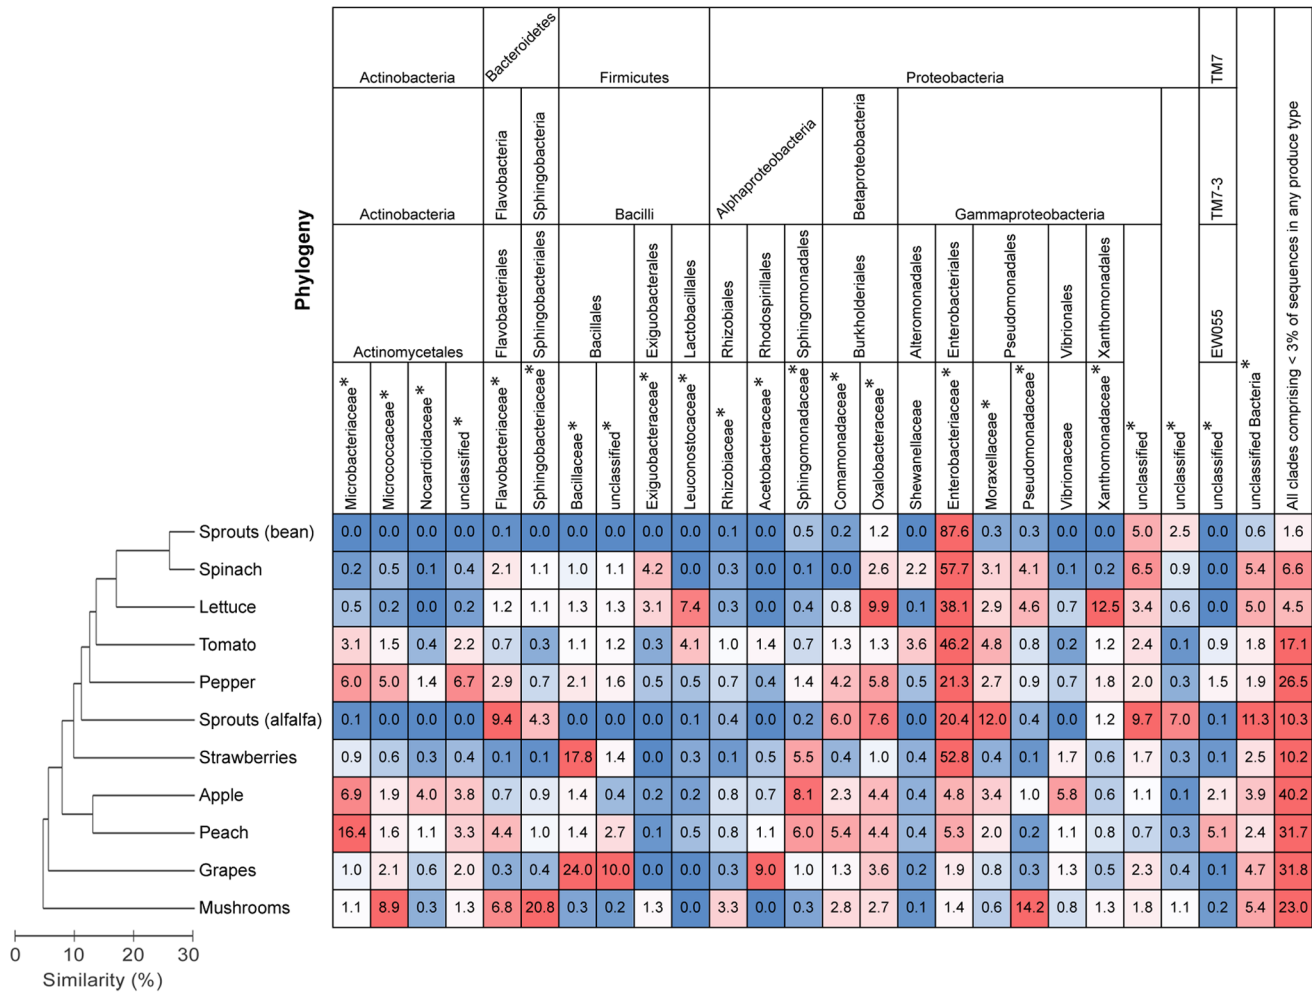 Phylogeny
Actinobacteria
Bacteroidetes
Firmicutes
Proteobacteria
TM7
Actinobacteria
Flavobacteria
Sphingobacteria
Bacilli
Alphaproteobacteria
Betaproteobacteria
Gammaproteobacteria
TM7-3
Actinomycetales
Flavobacteriales
Sphingobacteriales
Bacillales
Exiguobacterales
Lactobacillales
Rhizobiales
Rhodospirillales
Sphingomonadales
Burkholderiales
Alteromonadales
Enterobacteriales
Pseudomonadales
Vibrionales
Xanthomonadales
EW055
Microbacteriaceae*
Micrococcaceae*
Nocardioidaceae*
unclassified*
Flavobacteriaceae*
Sphingobacteriaceae*
Bacillaceae*
unclassified*
Exiguobacteraceae*
Leuconostocaceae*
Rhizobiaceae*
Acetobacteraceae*
Sphingomonadaceae*
Comamonadaceae*
Oxalobacteraceae*
Shewanellaceae
Enterobacteriaceae*
Moraxellaceae*
Pseudomonadaceae*
Vibrionaceae
Xanthomonadaceae*
unclassified*
unclassified*
unclassified*
unclassified Bacteria*
All clades comprising < 3% of sequences in any produce type
Sprouts (bean) 0.0 0.0 0.0 0.0 0.1 0.0 0.0 0.0 0.0 0.0 0.1 0.0 0.5 0.2 1.2 0.0 87.6 0.3 0.3 0.0 0.0 5.0 2.5 0.0 0.6 1.6
Spinach 0.2 0.5 0.1 0.4 2.1 1.1 1.0 1.1 4.2 0.0 0.3 0.0 0.1 0.0 2.6 2.2 57.7 3.1 4.1 0.1 0.2 6.5 0.9 0.0 5.4 6.6
Lettuce 0.5 0.2 0.0 0.2 1.2 1.1 1.3 1.3 3.1 7.4 0.3 0.0 0.4 0.8 9.9 0.1 38.1 2.9 4.6 0.7 12.5 3.4 0.6 0.0 5.0 4.5
Tomato 3.1 1.5 0.4 2.2 0.7 0.3 1.1 1.2 0.3 4.1 1.0 1.4 0.7 1.3 1.3 3.6 46.2 4.8 0.8 0.2 1.2 2.4 0.1 0.9 1.8 17.1
Pepper 6.0 5.0 1.4 6.7 2.9 0.7 2.1 1.6 0.5 0.5 0.7 0.4 1.4 4.2 5.8 0.5 21.3 2.7 0.9 0.7 1.8 2.0 0.3 1.5 1.9 26.5
Sprouts (alfalfa) 0.1 0.0 0.0 0.0 9.4 4.3 0.0 0.0 0.0 0.1 0.4 0.0 0.2 6.0 7.6 0.0 20.4 12.0 0.4 0.0 1.2 9.7 7.0 0.1 11.3 10.3
Strawberries 0.9 0.6 0.3 0.4 0.1 0.1 17.8 1.4 0.0 0.3 0.1 0.5 5.5 0.4 1.0 0.4 52.8 0.4 0.1 1.7 0.6 1.7 0.3 0.1 2.5 10.2
Apple 6.9 1.9 4.0 3.8 0.7 0.9 1.4 0.4 0.2 0.2 0.8 0.7 8.1 2.3 4.4 0.4 4.8 3.4 1.0 5.8 0.6 1.1 0.1 2.1 3.9 40.2
Peach 16.4 1.6 1.1 3.3 4.4 1.0 1.4 2.7 0.1 0.5 0.8 1.1 6.0 5.4 4.4 0.4 5.3 2.0 0.2 1.1 0.8 0.7 0.3 5.1 2.4 31.7
Grapes 1.0 2.1 0.6 2.0 0.3 0.4 24.0 10.0 0.0 0.0 0.3 9.0 1.0 1.3 3.6 0.2 1.9 0.8 0.3 1.3 0.5 2.3 0.4 0.1 4.7 31.8
Mushrooms 1.1 8.9 0.3 1.3 6.8 20.8 0.3 0.2 1.3 0.0 3.3 0.0 0.3 2.8 2.7 0.1 1.4 0.6 14.2 0.8 1.3 1.8 1.1 0.2 5.4 23.0
0 10 20 30
Similarity (%)